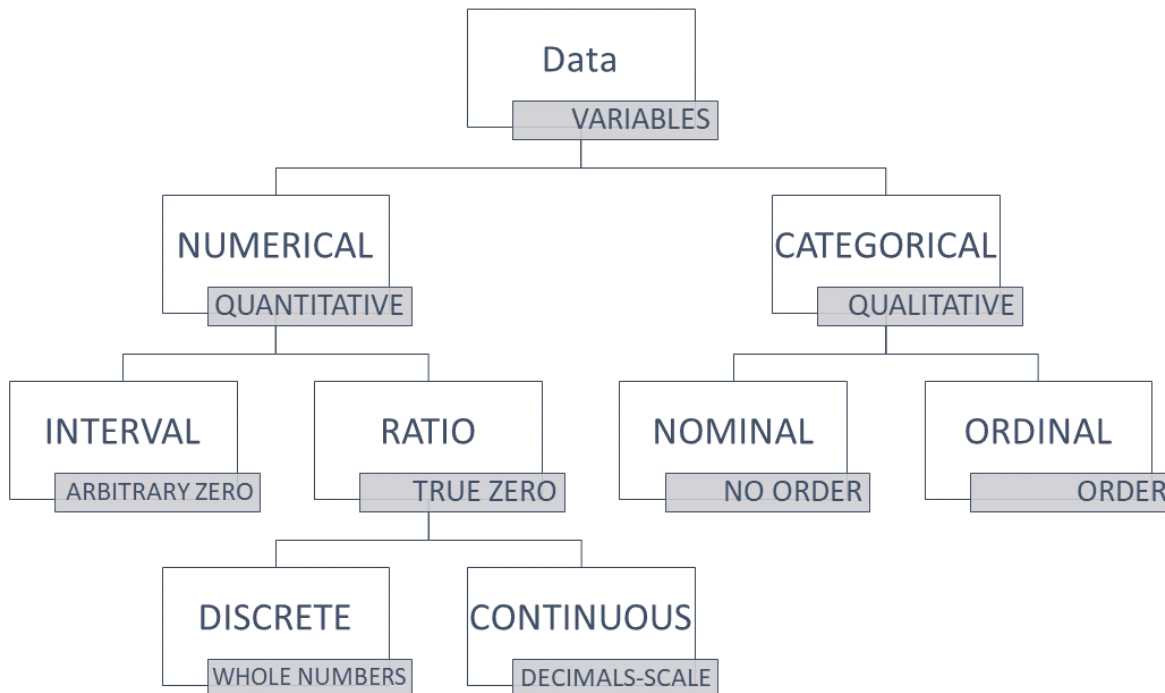 Data
VARIABLES
NUMERICAL
QUANTITATIVE
CATEGORICAL
QUALITATIVE
INTERVAL
ARBITRARY ZERO
RATIO
TRUE ZERO
NOMINAL
NO ORDER
ORDINAL
ORDER
DISCRETE
WHOLE NUMBERS
CONTINUOUS
DECIMALS-SCALE